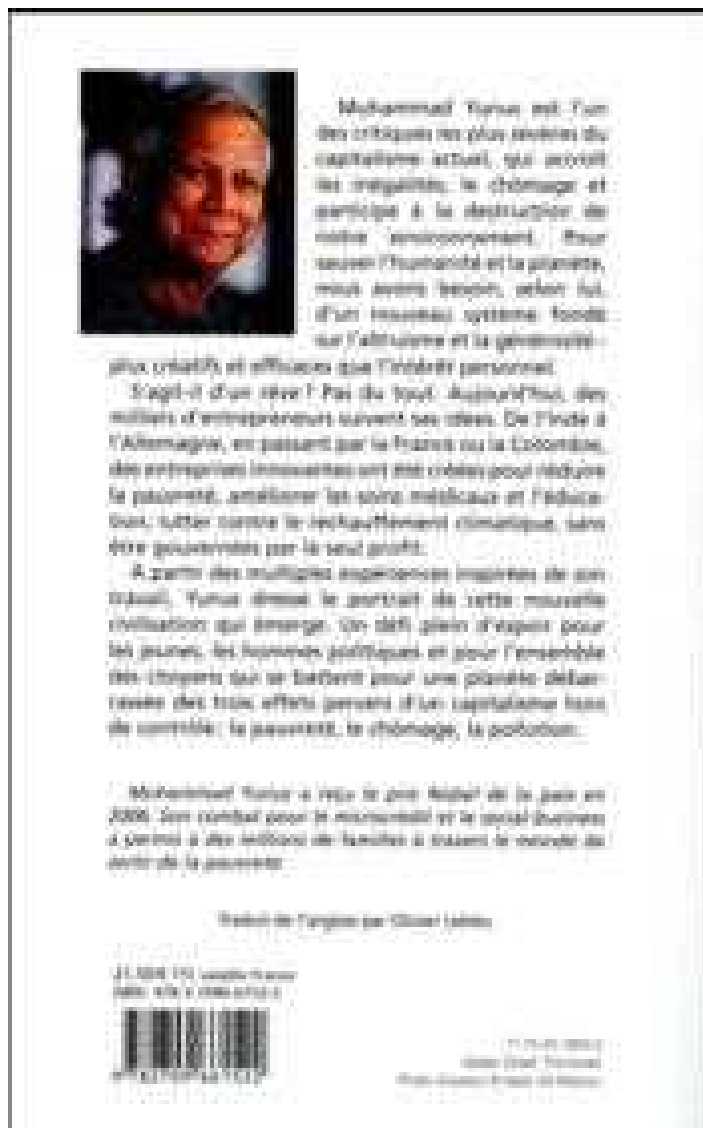 Muhammad Yunus est l'un
des critiques les plus sévères du
capitalisme actuel, qui accroît
les inégalités, le chômage et
participe à la destruction de
notre environnement. Pour
sauver l'humanité et la planète,
nous avons besoin, selon lui,
d'un nouveau système fondé
sur l'altruisme et la générosité -
plus créatifs et efficaces que l'intérêt personnel.
S'agit-il d'un rêve ? Pas du tout. Aujourd'hui, des
milliers d'entrepreneurs suivent ses idées. De l'Inde à
l'Allemagne, en passant par la France ou la Colombie,
des entreprises innovantes ont été créées pour réduire
la pauvreté, améliorer les soins médicaux et l'éduca-
tion, lutter contre le réchauffement climatique, sans
être gouvernées par le seul profit.
À partir des multiples expériences inspirées de son
travail, Yunus dresse le portrait de cette nouvelle
civilisation qui émerge. Un défi plein d'espoir pour
les jeunes, les hommes politiques et pour l'ensemble
des citoyens qui se battent pour une planète débar-
rassée des trois effets pervers d'un capitalisme hors
de contrôle : la pauvreté, le chômage, la pollution.
Muhammad Yunus a reçu le prix Nobel de la paix en
2006. Son combat pour le microcrédit et le social-business
a permis à des millions de familles à travers le monde de
sortir de la pauvreté.
Traduit de l'anglais par Olivier
ISBN